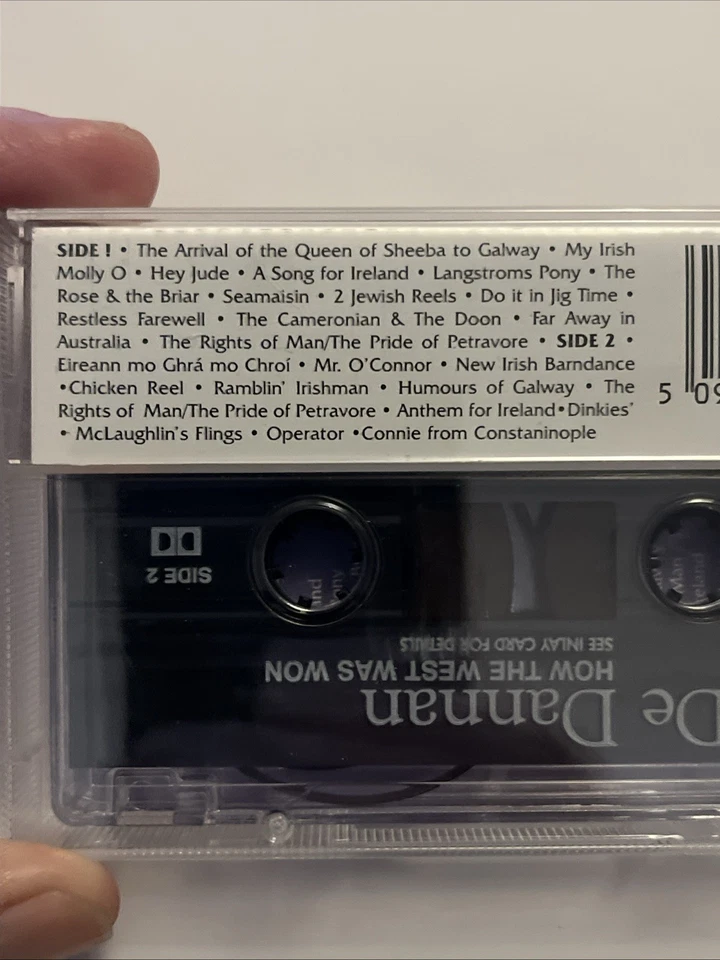 SIDE ! • The Arrival of the Queen of Sheeba to Galway • My Irish
Molly O • Hey Jude • A Song for Ireland • Langstroms Pony • The
Rose & the Briar • Seamaisin • 2 Jewish Reels • Do it in Jig Time •
Restless Farewell • The Cameronian & The Doon • Far Away in
Australia • The Rights of Man/The Pride of Petravore • SIDE 2 •
Eireann mo Ghrá mo Chroí • Mr. O'Connor • New Irish Barndance
•Chicken Reel • Ramblin' Irishman • Humours of Galway • The
Rights of Man/The Pride of Petravore • Anthem for Ireland•Dinkies'
• McLaughlin's Flings • Operator •Connie from Constaninople
5 09
SIDE 2
SEE INLAY CARD FOR DETAILS
HOW THE WEST WAS WON
De Dannan